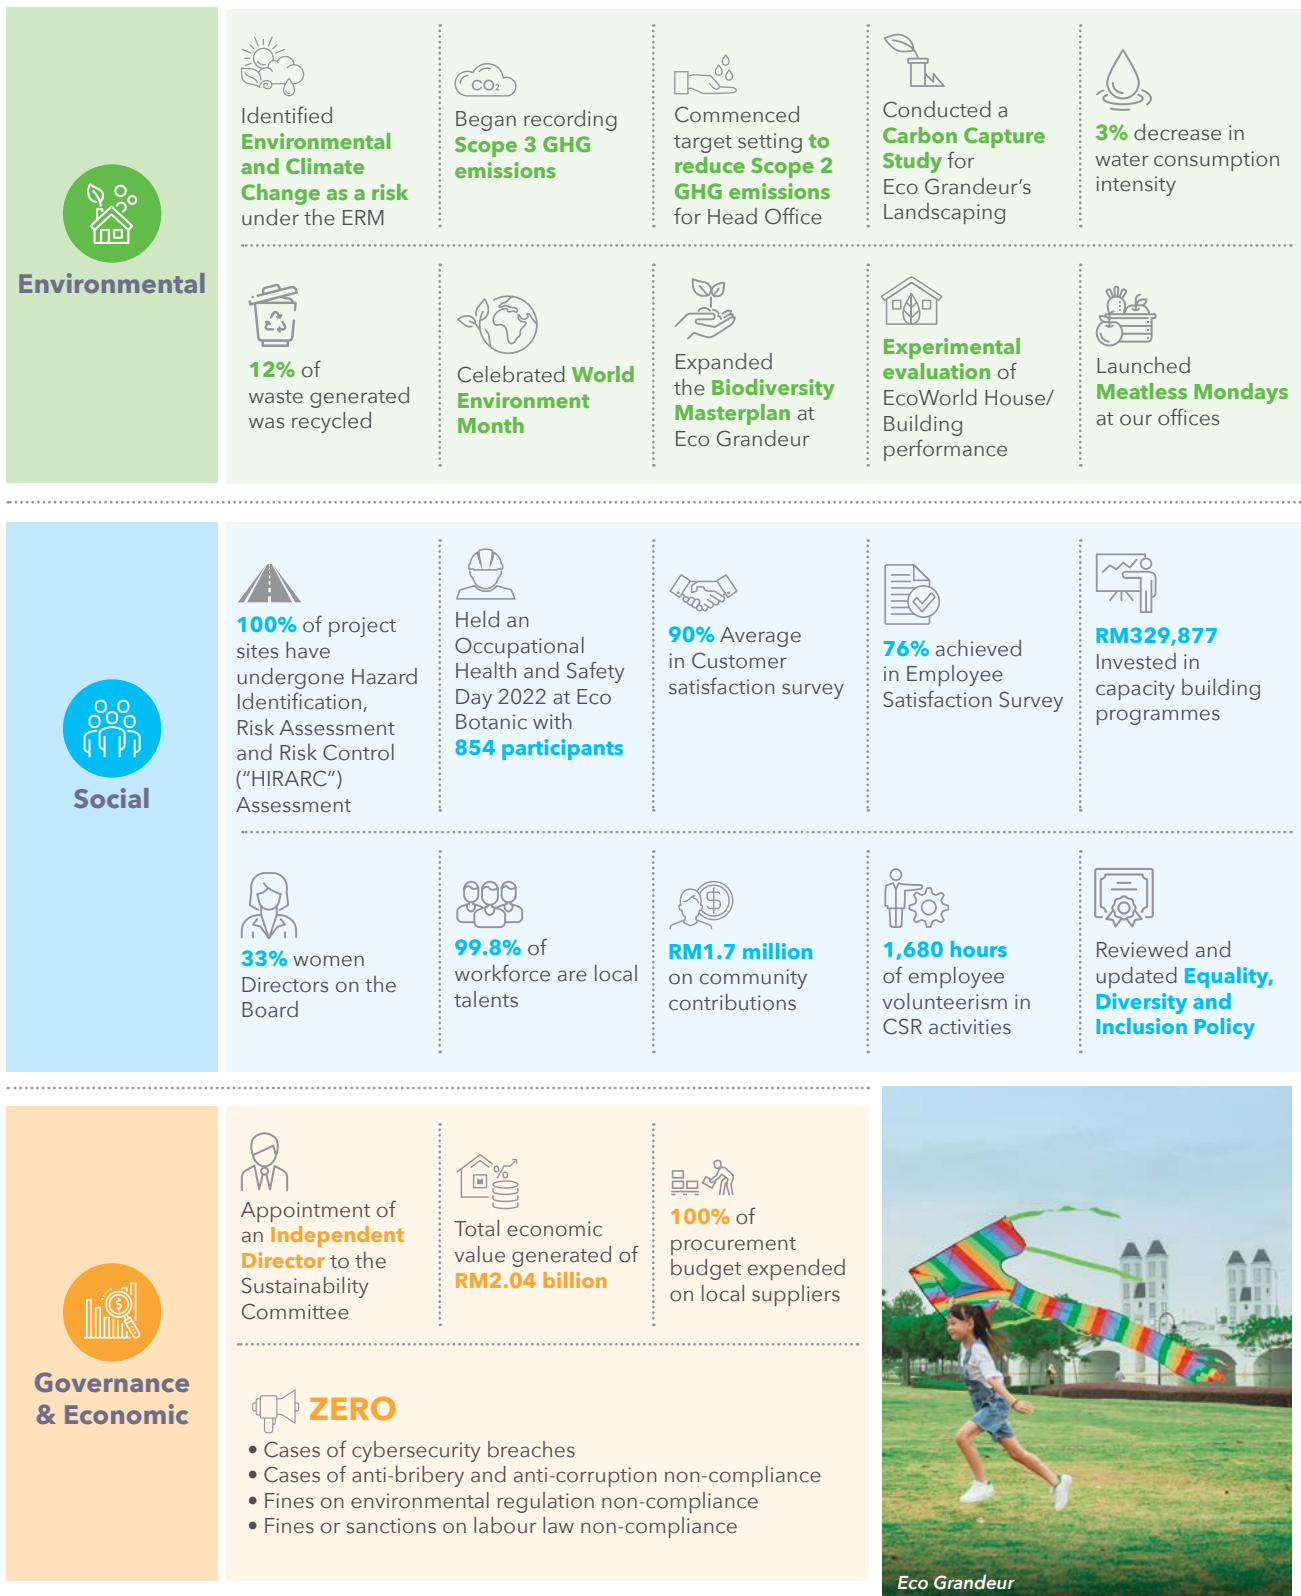 Environmental
Identified
Environmental
and Climate
Change as a risk
under the ERM
CO2
Began recording
Scope 3 GHG
emissions
Commenced
target setting to
reduce Scope 2
GHG emissions
for Head Office
Conducted a
Carbon Capture
Study for
Eco Grandeur’s
Landscaping
3% decrease in
water consumption
intensity
12% of
waste generated
was recycled
Celebrated World
Environment
Month
Expanded
the Biodiversity
Masterplan at
Eco Grandeur
Experimental
evaluation of
EcoWorld House/
Building
performance
Launched
Meatless Mondays
at our offices
Social
100% of project
sites have
undergone Hazard
Identification,
Risk Assessment
and Risk Control
(“HIRARC”)
Assessment
Held an
Occupational
Health and Safety
Day 2022 at Eco
Botanic with
854 participants
90% Average
in Customer
satisfaction survey
76% achieved
in Employee
Satisfaction Survey
RM329,877
Invested in
capacity building
programmes
33% women
Directors on the
Board
99.8% of
workforce are local
talents
$
RM1.7 million
on community
contributions
1,680 hours
of employee
volunteerism in
CSR activities
Reviewed and
updated Equality,
Diversity and
Inclusion Policy
$
Governance
& Economic
Appointment of
an Independent
Director to the
Sustainability
Committee
%
Total economic
value generated of
RM2.04 billion
100% of
procurement
budget expended
on local suppliers
ZERO
• Cases of cybersecurity breaches
• Cases of anti-bribery and anti-corruption non-compliance
• Fines on environmental regulation non-compliance
• Fines or sanctions on labour law non-compliance
Eco Grandeur